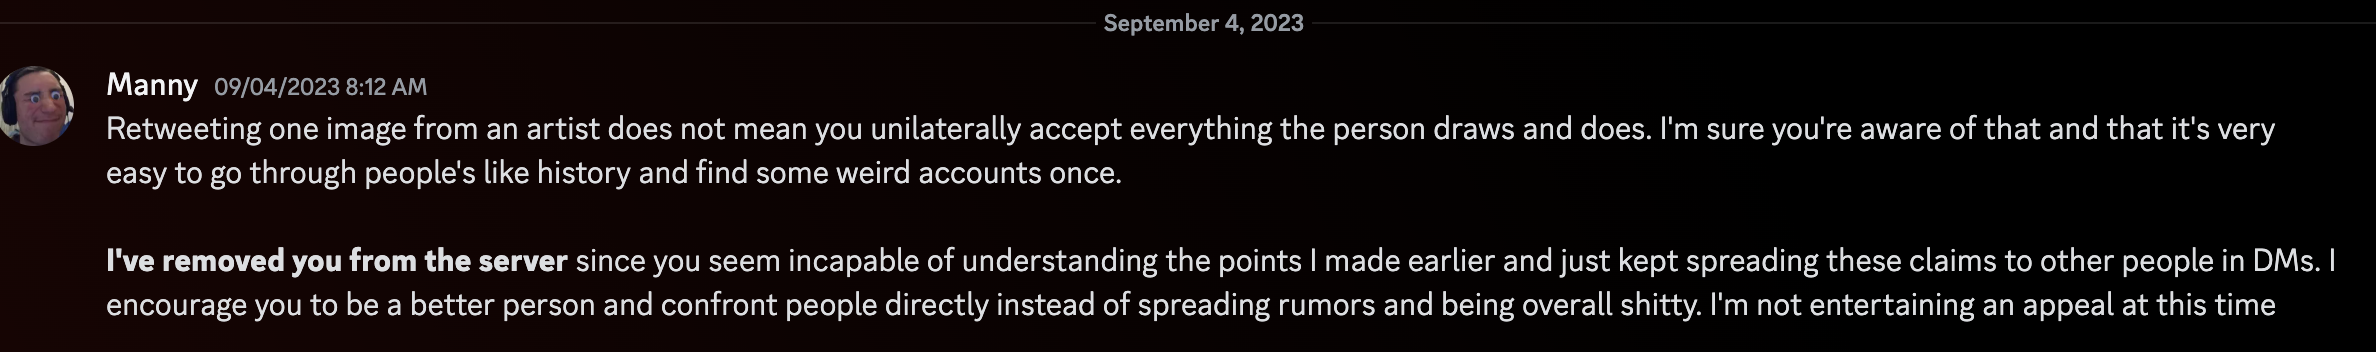 September 4, 2023
Manny 09/04/2023 8:12 AM
Retweeting one image from an artist does not mean you unilaterally accept everything the person draws and does. I'm sure you're aware of that and that it's very
easy to go through people's like history and find some weird accounts once.
I've removed you from the server since you seem incapable of understanding the points I made earlier and just kept spreading these claims to other people in DMs. I
encourage you to be a better person and confront people directly instead of spreading rumors and being overall shitty. I'm not entertaining an appeal at this time